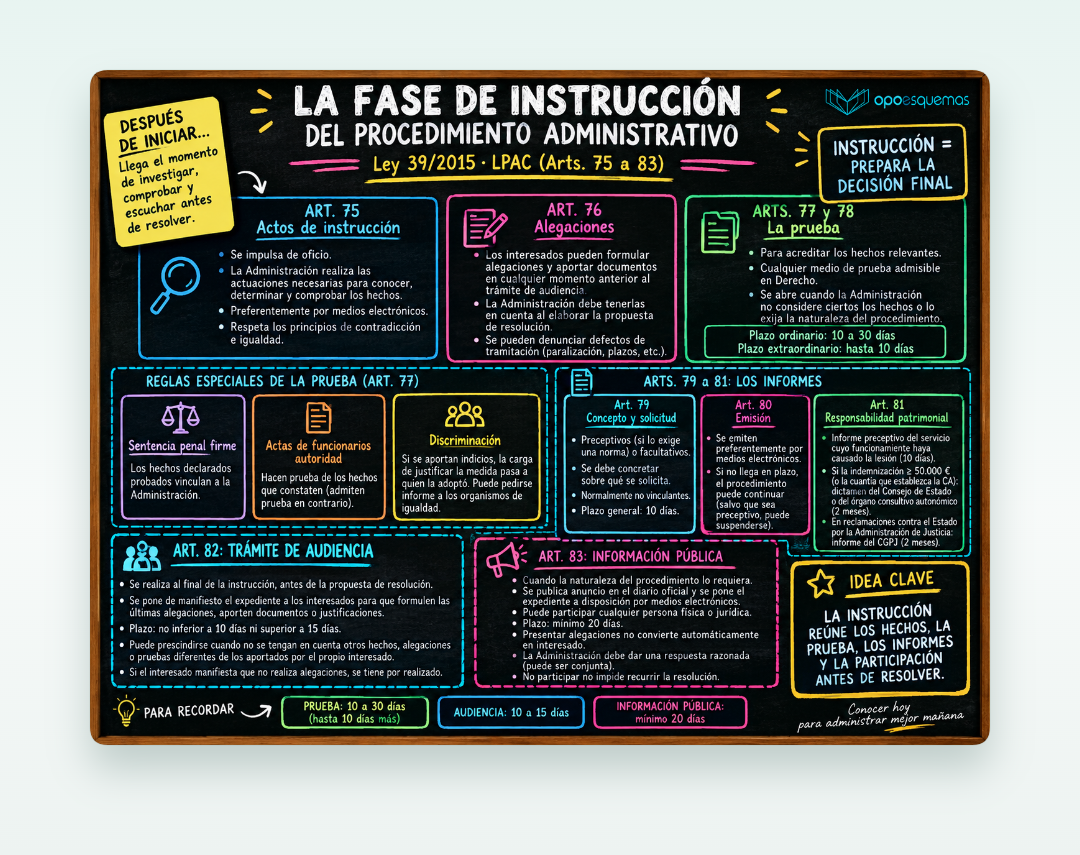 LA FASE DE INSTRUCCIÓN
DEL PROCEDIMIENTO ADMINISTRATIVO
Ley 39/2015 · LPAC (Arts. 75 a 83)
opoesquemas
DESPUÉS
DE INICIAR...
Llega el momento
de investigar,
comprobar y
escuchar antes
de resolver.
INSTRUCCIÓN =
PREPARA LA
DECISIÓN FINAL
ART. 75
Actos de instrucción
• Se impulsa de oficio.
• La Administración realiza las
actuaciones necesarias para conocer,
determinar y comprobar los hechos.
• Preferentemente por medios electrónicos.
• Respeta los principios de contradicción
e igualdad.
ART. 76
Alegaciones
• Los interesados pueden formular
alegaciones y aportar documentos
en cualquier momento anterior al
trámite de audiencia.
• La Administración debe tenerlas
en cuenta al elaborar la propuesta
de resolución.
• Se pueden denunciar defectos de
tramitación (paralización, plazos, etc.).
ARTS. 77 y 78
La prueba
• Para acreditar los hechos relevantes.
• Cualquier medio de prueba admisible
en Derecho.
• Se abre cuando la Administración
no considere ciertos los hechos o lo
exija la naturaleza del procedimiento.
Plazo ordinario: 10 a 30 días
Plazo extraordinario: hasta 10 días
REGLAS ESPECIALES DE LA PRUEBA (ART. 77)
Sentencia penal firme
Los hechos declarados
probados vinculan a la
Administración.
Actas de funcionarios
autoridad
Hacen prueba de los hechos
que constaten (admiten
prueba en contrario).
Discriminación
Si se aportan indicios, la carga
de justificar la medida pasa a
quien la adoptó. Puede pedirse
informe a los organismos de
igualdad.
ARTS. 79 a 81: LOS INFORMES
Art. 79
Concepto y solicitud
• Preceptivos (si lo exige
una norma) o facultativos.
• Se debe concretar
sobre qué se solicita.
• Normalmente no vinculantes.
• Plazo general: 10 días.
Art. 80
Emisión
• Se emiten
preferentemente por
medios electrónicos.
• Si no llega en plazo,
el procedimiento
puede continuar
(salvo que sea
preceptivo, puede
suspenderse).
Art. 81
Responsabilidad patrimonial
• Informe preceptivo del servicio
cuyo funcionamiento haya
causado la lesión (10 días).
• Si la indemnización ≥ 50.000 €
(o la cuantía que establezca la CA):
dictamen del Consejo de Estado
o del órgano consultivo autonómico
(2 meses).
• En reclamaciones contra el Estado
por la Administración de Justicia:
informe del CGPJ (2 meses).
ART. 82: TRÁMITE DE AUDIENCIA
• Se realiza al final de la instrucción, antes de la propuesta de resolución.
• Se pone de manifiesto el expediente a los interesados para que formulen las
últimas alegaciones, aporten documentos o justificaciones.
• Plazo: no inferior a 10 días ni superior a 15 días.
• Puede prescindirse cuando no se tengan en cuenta otros hechos, alegaciones
o pruebas diferentes de los aportados por el propio interesado.
• Si el interesado manifiesta que no realiza alegaciones, se tiene por realizado.
ART. 83: INFORMACIÓN PÚBLICA
• Cuando la naturaleza del procedimiento lo requiera.
• Se publica anuncio en el diario oficial y se pone el
expediente a disposición por medios electrónicos.
• Puede participar cualquier persona física o jurídica.
• Plazo: mínimo 20 días.
• Presentar alegaciones no convierte automáticamente
en interesado.
• La Administración debe dar una respuesta razonada
(puede ser conjunta).
• No participar no impide recurrir la resolución.
IDEA CLAVE
LA INSTRUCCIÓN
REÚNE LOS HECHOS, LA
PRUEBA, LOS INFORMES
Y LA PARTICIPACIÓN
ANTES DE RESOLVER.
PARA RECORDAR
PRUEBA: 10 a 30 días
(hasta 10 días más)
AUDIENCIA: 10 a 15 días
INFORMACIÓN PÚBLICA:
mínimo 20 días
Conocer hoy
para administrar mejor mañana